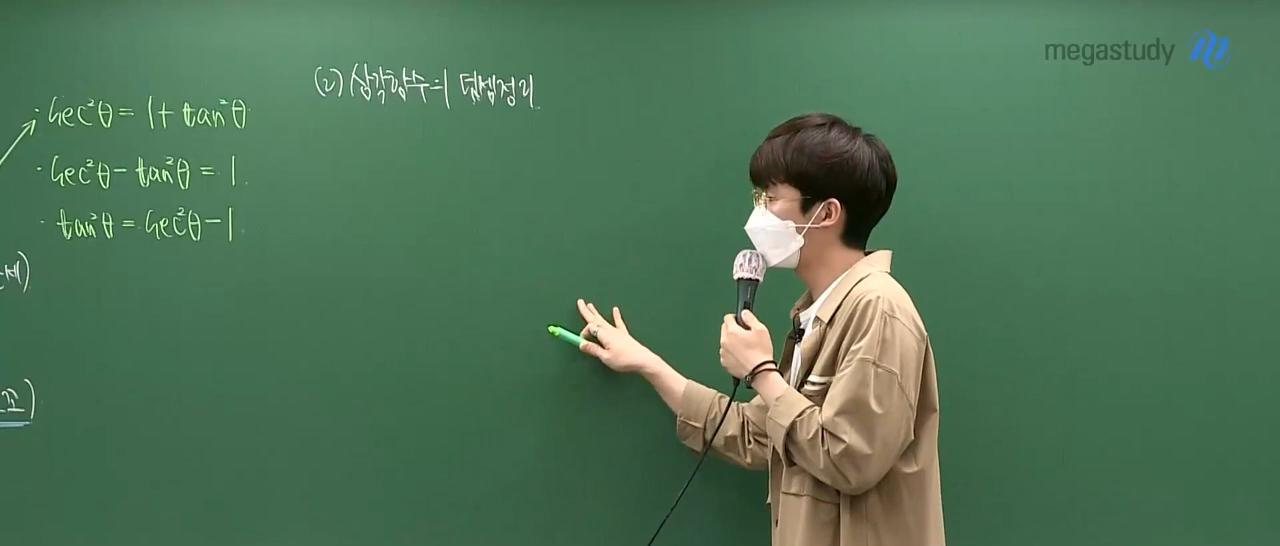 megastudy
(2) 삼각함수의 덧셈정리
· sec²θ = 1 + tan²θ
· sec²θ - tan²θ = 1
· tan²θ = sec²θ - 1